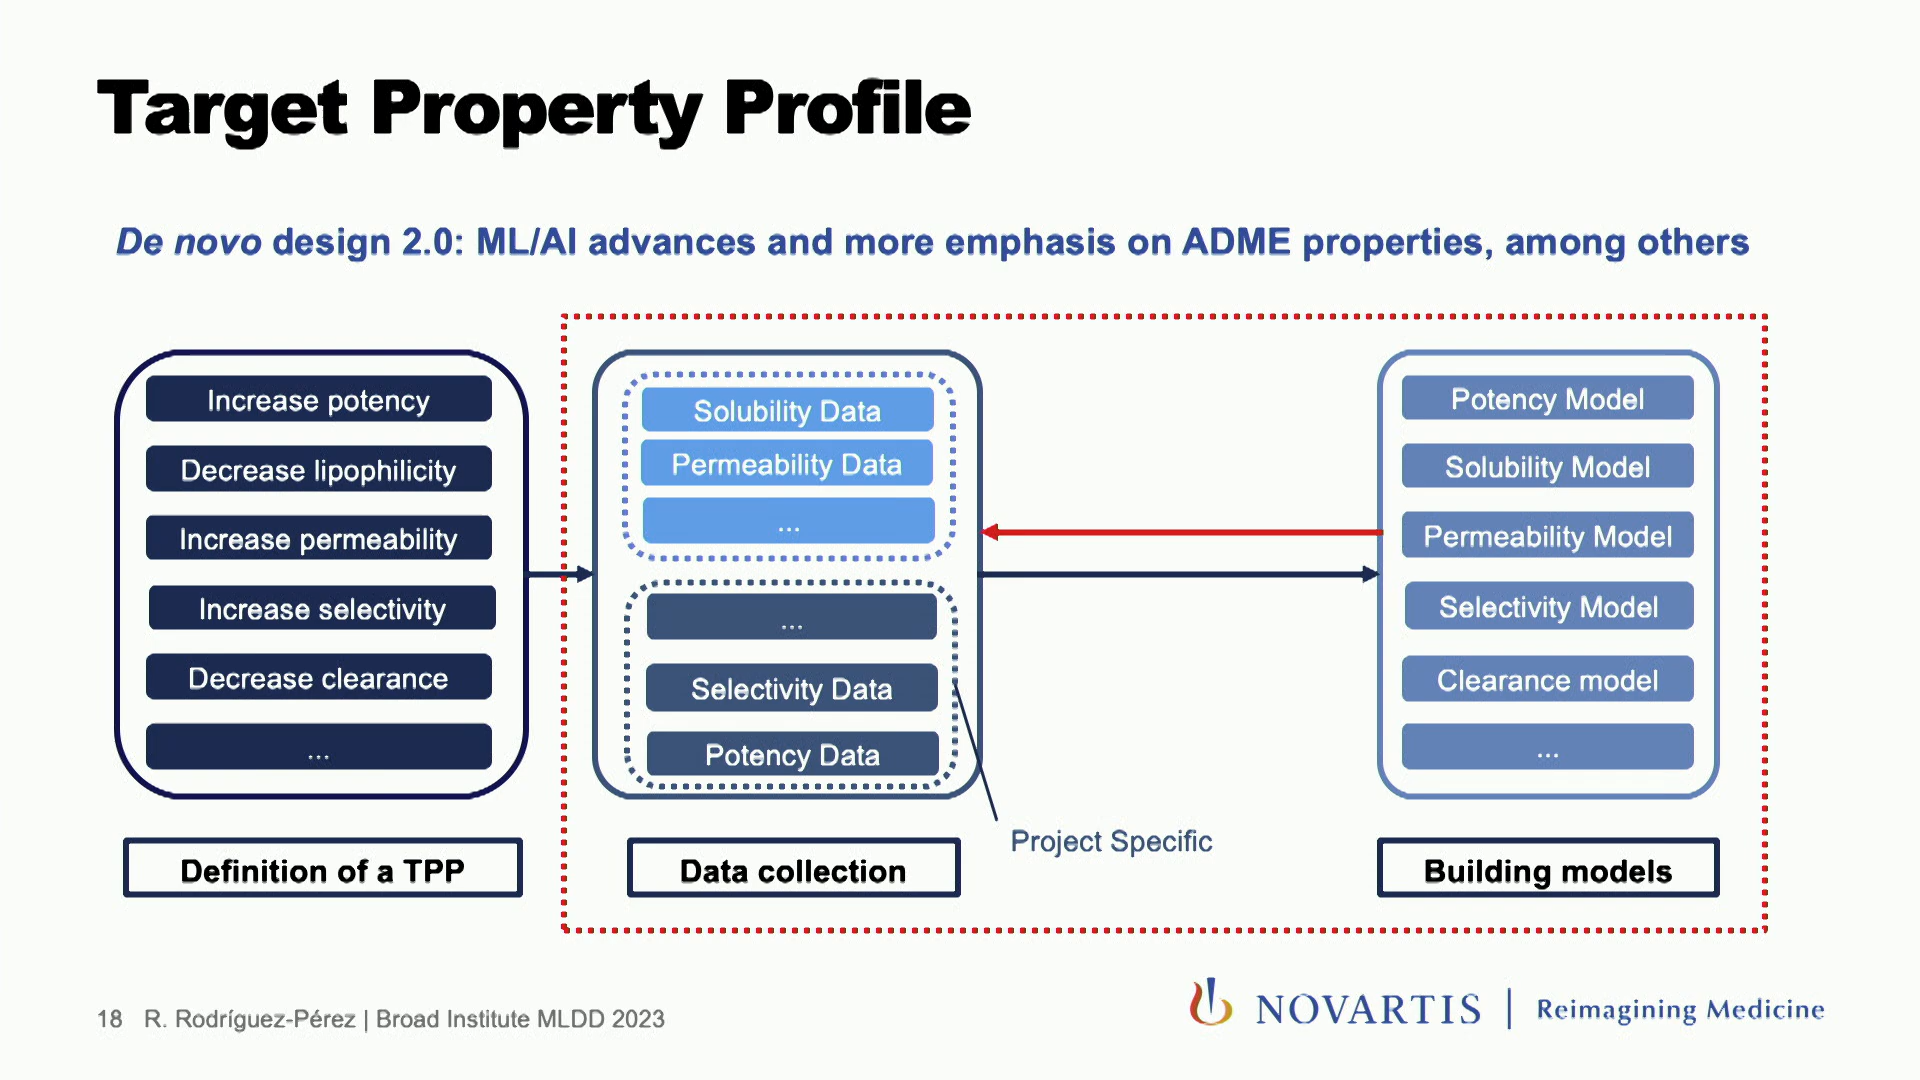 Target Property Profile
De novo design 2.0: ML/AI advances and more emphasis on ADME properties, among others
Increase potency
Decrease lipophilicity
Increase permeability
Increase selectivity
Decrease clearance
...
Definition of a TPP
Solubility Data
Permeability Data
...
...
Selectivity Data
Potency Data
Project Specific
Data collection
Potency Model
Solubility Model
Permeability Model
Selectivity Model
Clearance model
...
Building models
18 R. Rodríguez-Pérez | Broad Institute MLDD 2023
NOVARTIS | Reimagining Medicine